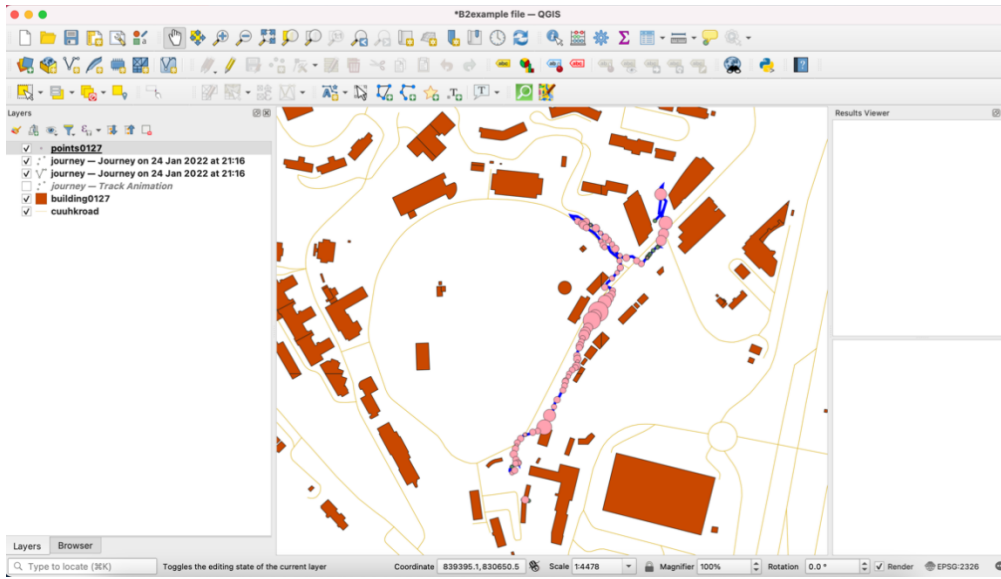 *B2example file — QGIS
Layers
points0127
journey — Journey on 24 Jan 2022 at 21:16
journey — Journey on 24 Jan 2022 at 21:16
journey — Track Animation
building0127
cuuhkroad
Results Viewer
Layers Browser
Type to locate (⌘K) Toggles the editing state of the current layer Coordinate 839395.1,830650.5 Scale 1:4478 Magnifier 100% Rotation 0.0 ° Render EPSG:2326